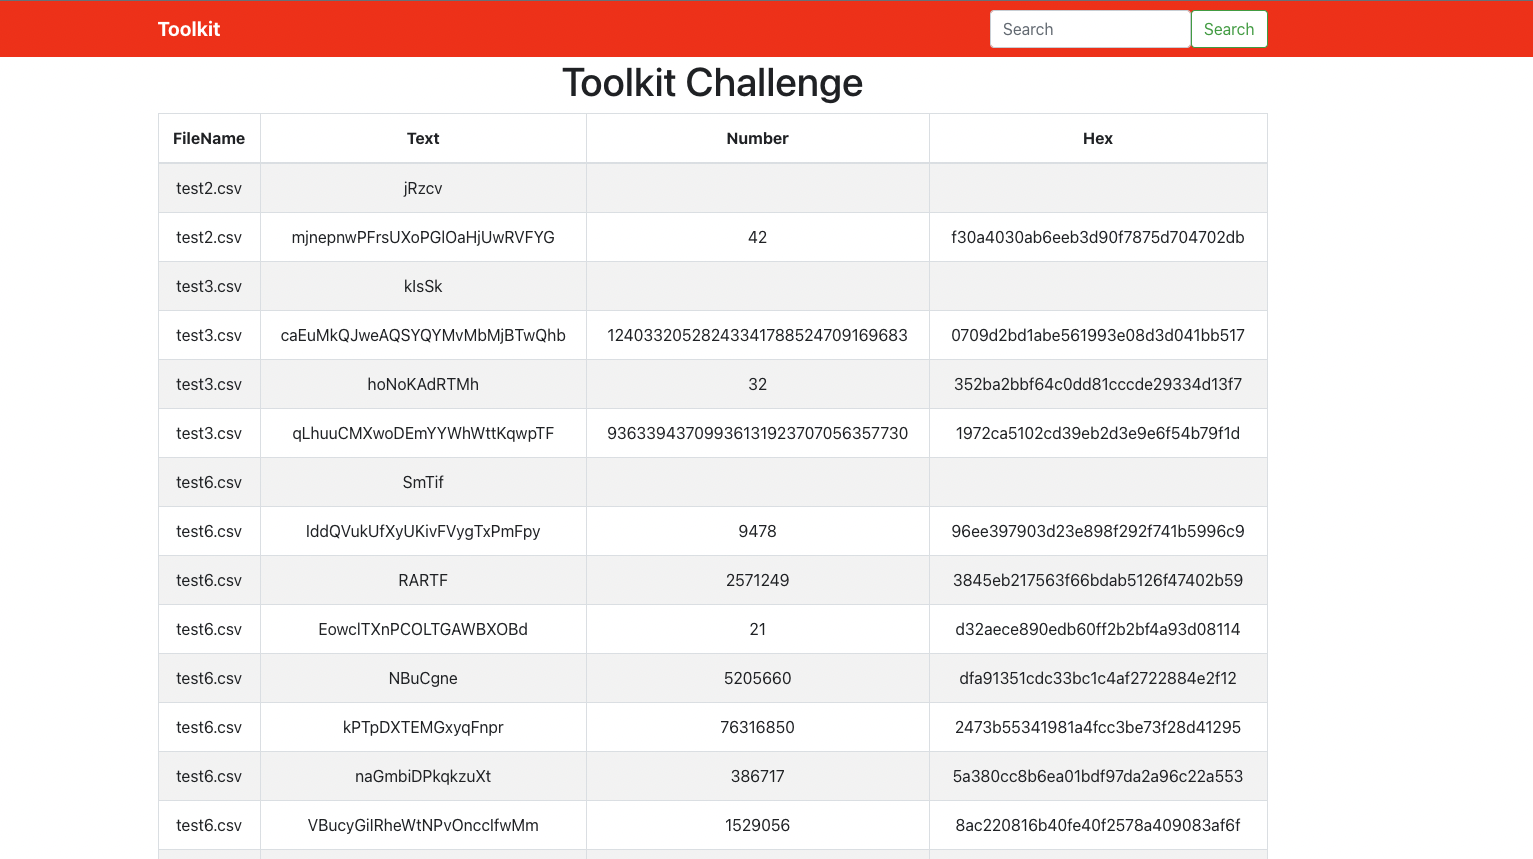 Toolkit Search Search
Toolkit Challenge
FileName Text Number Hex
test2.csv jRzcv
test2.csv mjnepnwPFrsUXoPGlOaHjUwRVFYG 42 f30a4030ab6eeb3d90f7875d704702db
test3.csv klsSk
test3.csv caEuMkQJweAQSYQYMvMbMjBTwQhb 12403320528243341788524709169683 0709d2bd1abe561993e08d3d041bb517
test3.csv hoNoKAdRTMh 32 352ba2bbf64c0dd81cccde29334d13f7
test3.csv qLhuuCMXwoDEmYYWhWttKqwpTF 93633943709936131923707056357730 1972ca5102cd39eb2d3e9e6f54b79f1d
test6.csv SmTif
test6.csv lddQVukUfXyUKivFVygTxPmFpy 9478 96ee397903d23e898f292f741b5996c9
test6.csv RARTF 2571249 3845eb217563f66bdab5126f47402b59
test6.csv EowclTXnPCOLTGAWBXOBd 21 d32aece890edb60ff2b2bf4a93d08114
test6.csv NBuCgne 5205660 dfa91351cdc33bc1c4af2722884e2f12
test6.csv kPTpDXTEMGxyqFnpr 76316850 2473b55341981a4fcc3be73f28d41295
test6.csv naGmbiDPkqkzuXt 386717 5a380cc8b6ea01bdf97da2a96c22a553
test6.csv VBucyGilRheWtNPvOnccIfwMm 1529056 8ac220816b40fe40f2578a409083af6f